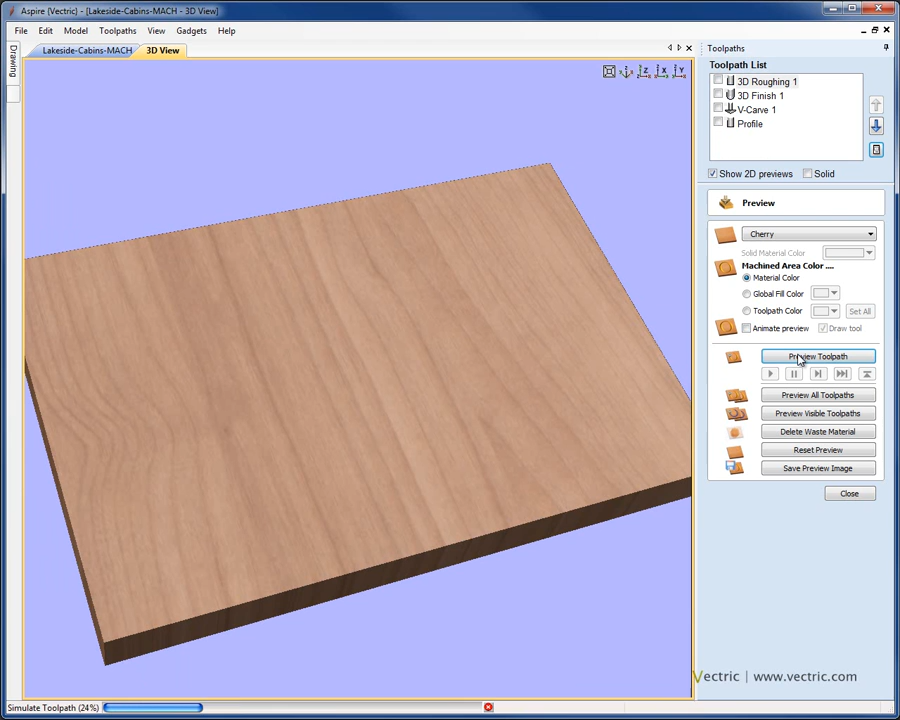 Aspire (Vectric) - [Lakeside-Cabins-MACH - 3D View]
File Edit Model Toolpaths View Gadgets Help
Drawing
Lakeside-Cabins-MACH 3D View
Toolpaths
Toolpath List
3D Roughing 1
3D Finish 1
V-Carve 1
Profile
Show 2D previews Solid
Preview
Cherry
Solid Material Color
Machined Area Color ....
Material Color
Global Fill Color
Toolpath Color Set All
Animate preview Draw tool
Preview Toolpath
Preview All Toolpaths
Preview Visible Toolpaths
Delete Waste Material
Reset Preview
Save Preview Image
Close
Vectric | www.vectric.com
Simulate Toolpath (24%)